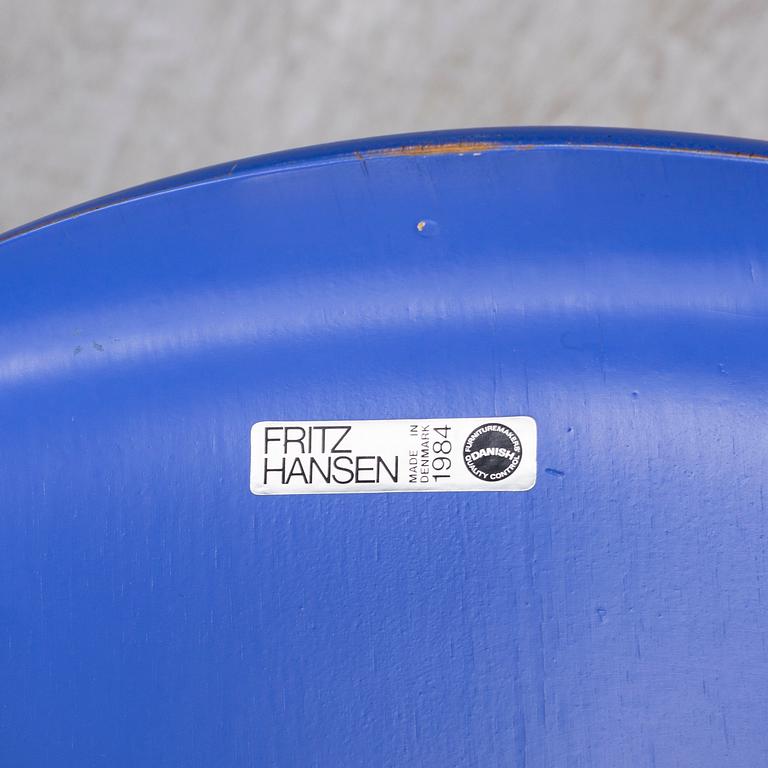 FRITZ
HANSEN
MADE IN
DENMARK
1984
FURNITUREMAKERS
DANISH
QUALITY CONTROL